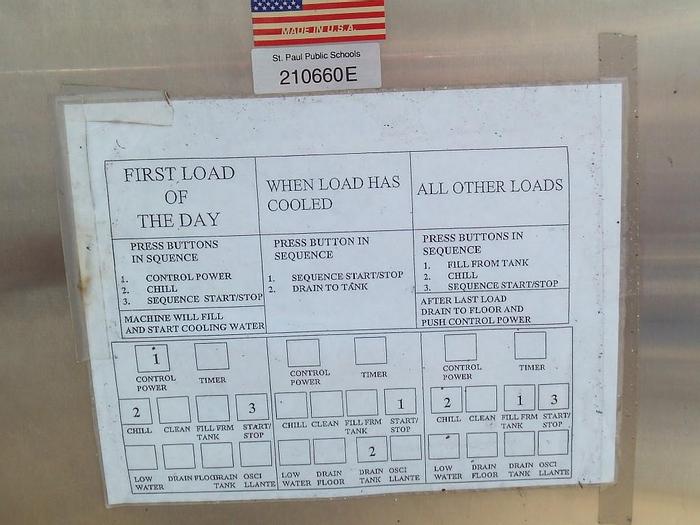 MADE IN U.S.A.
St. Paul Public Schools
210660E
FIRST LOAD
OF
THE DAY
PRESS BUTTONS
IN SQUENCE
1. CONTROL POWER
2. CHILL
3. SEQUENCE START/STOP
MACHINE WILL FILL
AND START COOLING WATER
WHEN LOAD HAS
COOLED
PRESS BUTTON IN
SEQUENCE
1. SEQUENCE START/STOP
2. DRAIN TO TANK
ALL OTHER LOADS
PRESS BUTTONS IN
SEQUENCE
1. FILL FROM TANK
2. CHILL
3. SEQUENCE START/STOP
AFTER LAST LOAD
DRAIN TO FLOOR AND
PUSH CONTROL POWER
1
CONTROL TIMER
POWER
2 3
CHILL CLEAN FILL FRM START/
TANK STOP
LOW DRAIN FLOOR DRAIN OSCI
WATER TANK LLANTE
CONTROL TIMER
POWER
1
CHILL CLEAN FILL FRM START/
TANK STOP
2
LOW DRAIN DRAIN OSCI
WATER FLOOR TANK LLANTE
CONTROL TIMER
POWER
2 1 3
CHILL CLEAN FILL FRM START/
TANK STOP
LOW DRAIN DRAIN OSCI
WATER FLOOR TANK LLANTE